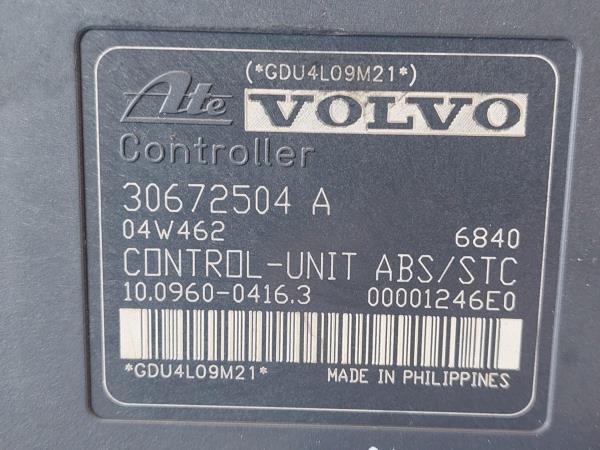 (*GDU4L09M21*)
Ate VOLVO
Controller
30672504 A
04W462 6840
CONTROL-UNIT ABS/STC
10.0960-0416.3 00001246E0
*GDU4L09M21* MADE IN PHILIPPINES